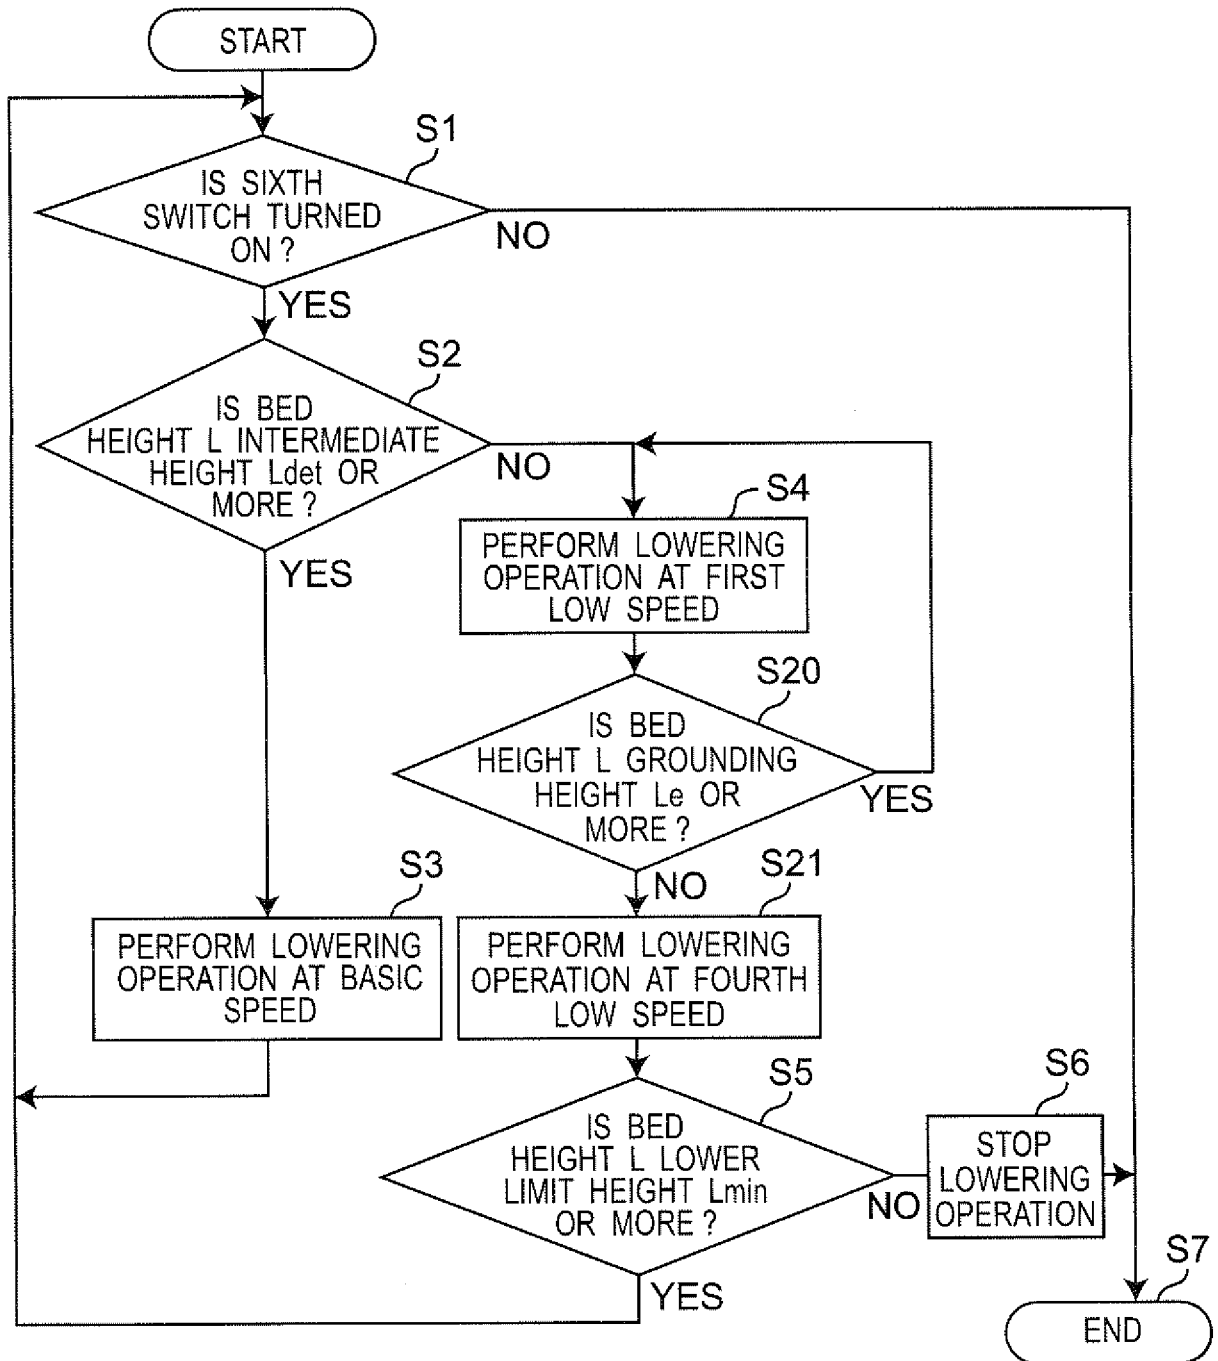 START
S1
IS SIXTH
SWITCH TURNED
ON ?
NO
YES
S2
IS BED
HEIGHT L INTERMEDIATE
HEIGHT Ldet OR
MORE ?
NO
YES
S4
PERFORM LOWERING
OPERATION AT FIRST
LOW SPEED
S20
IS BED
HEIGHT L GROUNDING
HEIGHT Le OR
MORE ?
YES
NO
S3
PERFORM LOWERING
OPERATION AT BASIC
SPEED
S21
PERFORM LOWERING
OPERATION AT FOURTH
LOW SPEED
S5
IS BED
HEIGHT L LOWER
LIMIT HEIGHT Lmin
OR MORE ?
NO
YES
S6
STOP
LOWERING
OPERATION
S7
END